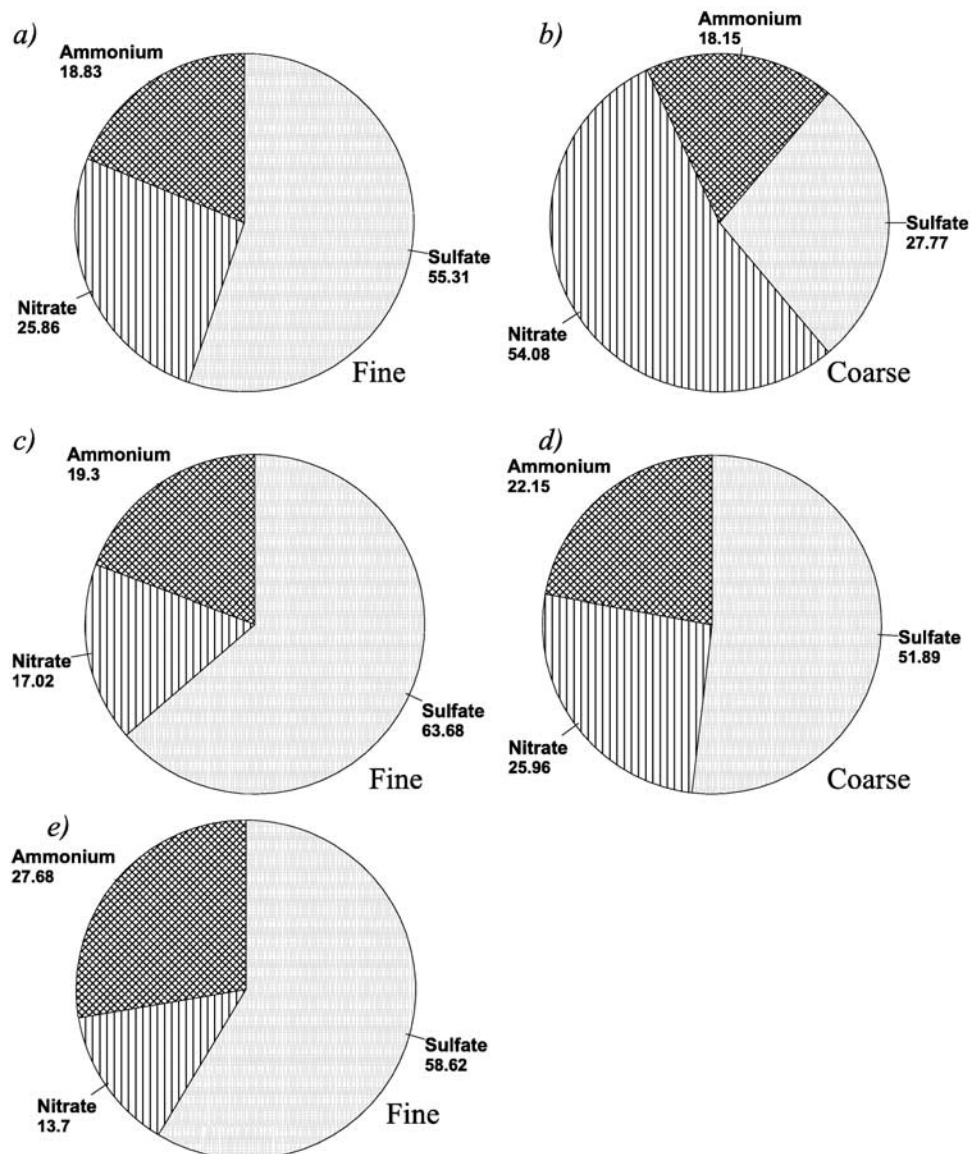 a)
Ammonium
18.83
Sulfate
55.31
Nitrate
25.86
Fine
b)
Ammonium
18.15
Sulfate
27.77
Nitrate
54.08
Coarse
c)
Ammonium
19.3
Nitrate
17.02
Sulfate
63.68
Fine
d)
Ammonium
22.15
Sulfate
51.89
Nitrate
25.96
Coarse
e)
Ammonium
27.68
Sulfate
58.62
Nitrate
13.7
Fine